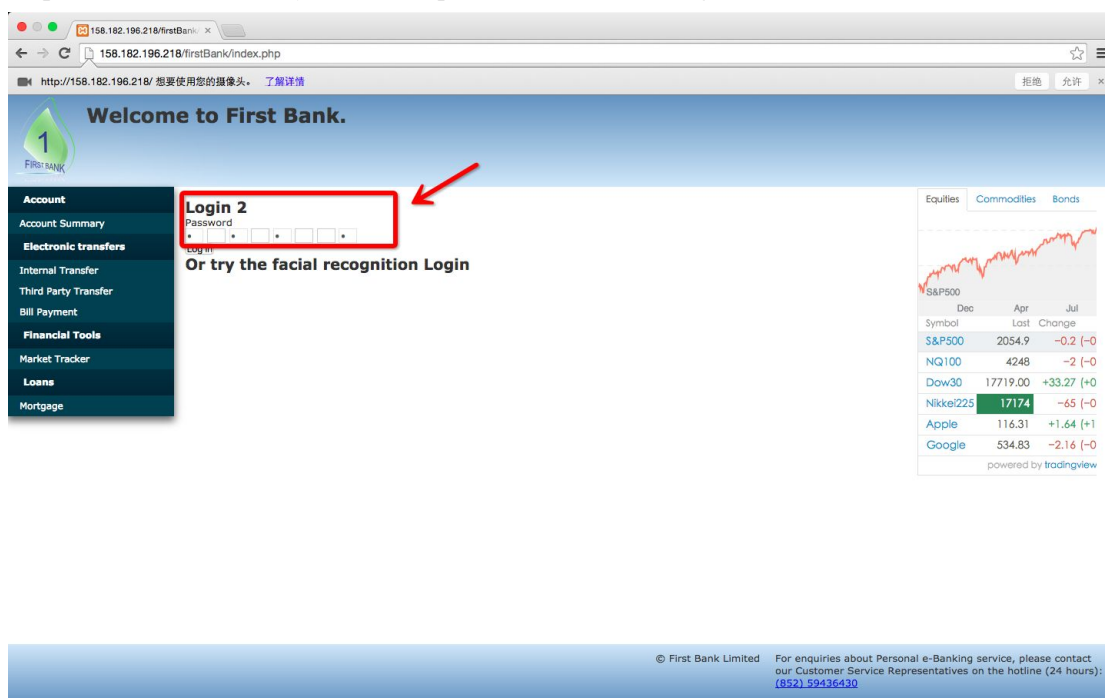 158.182.196.218/firstBank/
158.182.196.218/firstBank/index.php
http://158.182.196.218/ 想要使用您的摄像头。 了解详情 拒绝 允许
Welcome to First Bank.
1
FIRST BANK
Account
Account Summary
Electronic transfers
Internal Transfer
Third Party Transfer
Bill Payment
Financial Tools
Market Tracker
Loans
Mortgage
Login 2
Password
Log in
Or try the facial recognition Login
Equities Commodities Bonds
S&P500
Dec Apr Jul
Symbol Last Change
S&P500 2054.9 −0.2 (−0
NQ100 4248 −2 (−0
Dow30 17719.00 +33.27 (+0
Nikkei225 17174 −65 (−0
Apple 116.31 +1.64 (+1
Google 534.83 −2.16 (−0
powered by tradingview
© First Bank Limited
For enquiries about Personal e-Banking service, please contact
our Customer Service Representatives on the hotline (24 hours):
(852) 59436430